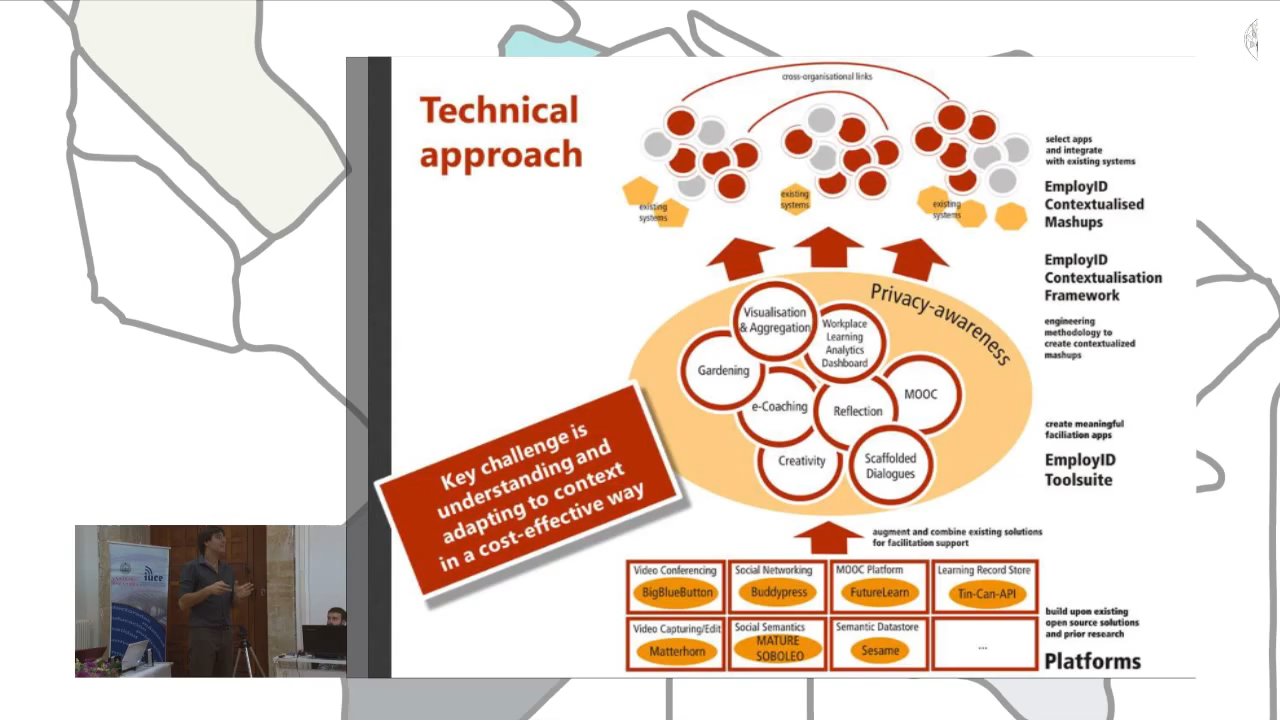 Technical
approach
cross-organisational links
existing
systems
existing
systems
existing
systems
select apps
and integrate
with existing systems
EmployID
Contextualised
Mashups
EmployID
Contextualisation
Framework
engineering
methodology to
create contextualized
mashups
Privacy-awareness
Visualisation
& Aggregation
Workplace
Learning
Analytics
Dashboard
Gardening
e-Coaching
Reflection
MOOC
Creativity
Scaffolded
Dialogues
create meaningful
faciliation apps
EmployID
Toolsuite
Key challenge is
understanding and
adapting to context
in a cost-effective way
augment and combine existing solutions
for facilitation support
Video Conferencing
BigBlueButton
Social Networking
Buddypress
MOOC Platform
FutureLearn
Learning Record Store
Tin-Can-API
Video Capturing/Edit
Matterhorn
Social Semantics
MATURE
SOBOLEO
Semantic Datastore
Sesame
...
build upon existing
open source solutions
and prior research
Platforms
iuce